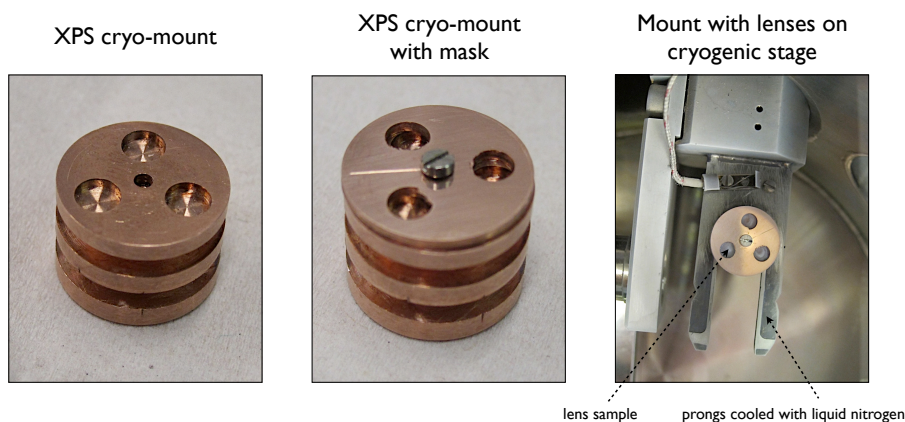 XPS cryo-mount
XPS cryo-mount
with mask
Mount with lenses on
cryogenic stage
lens sample
prongs cooled with liquid nitrogen